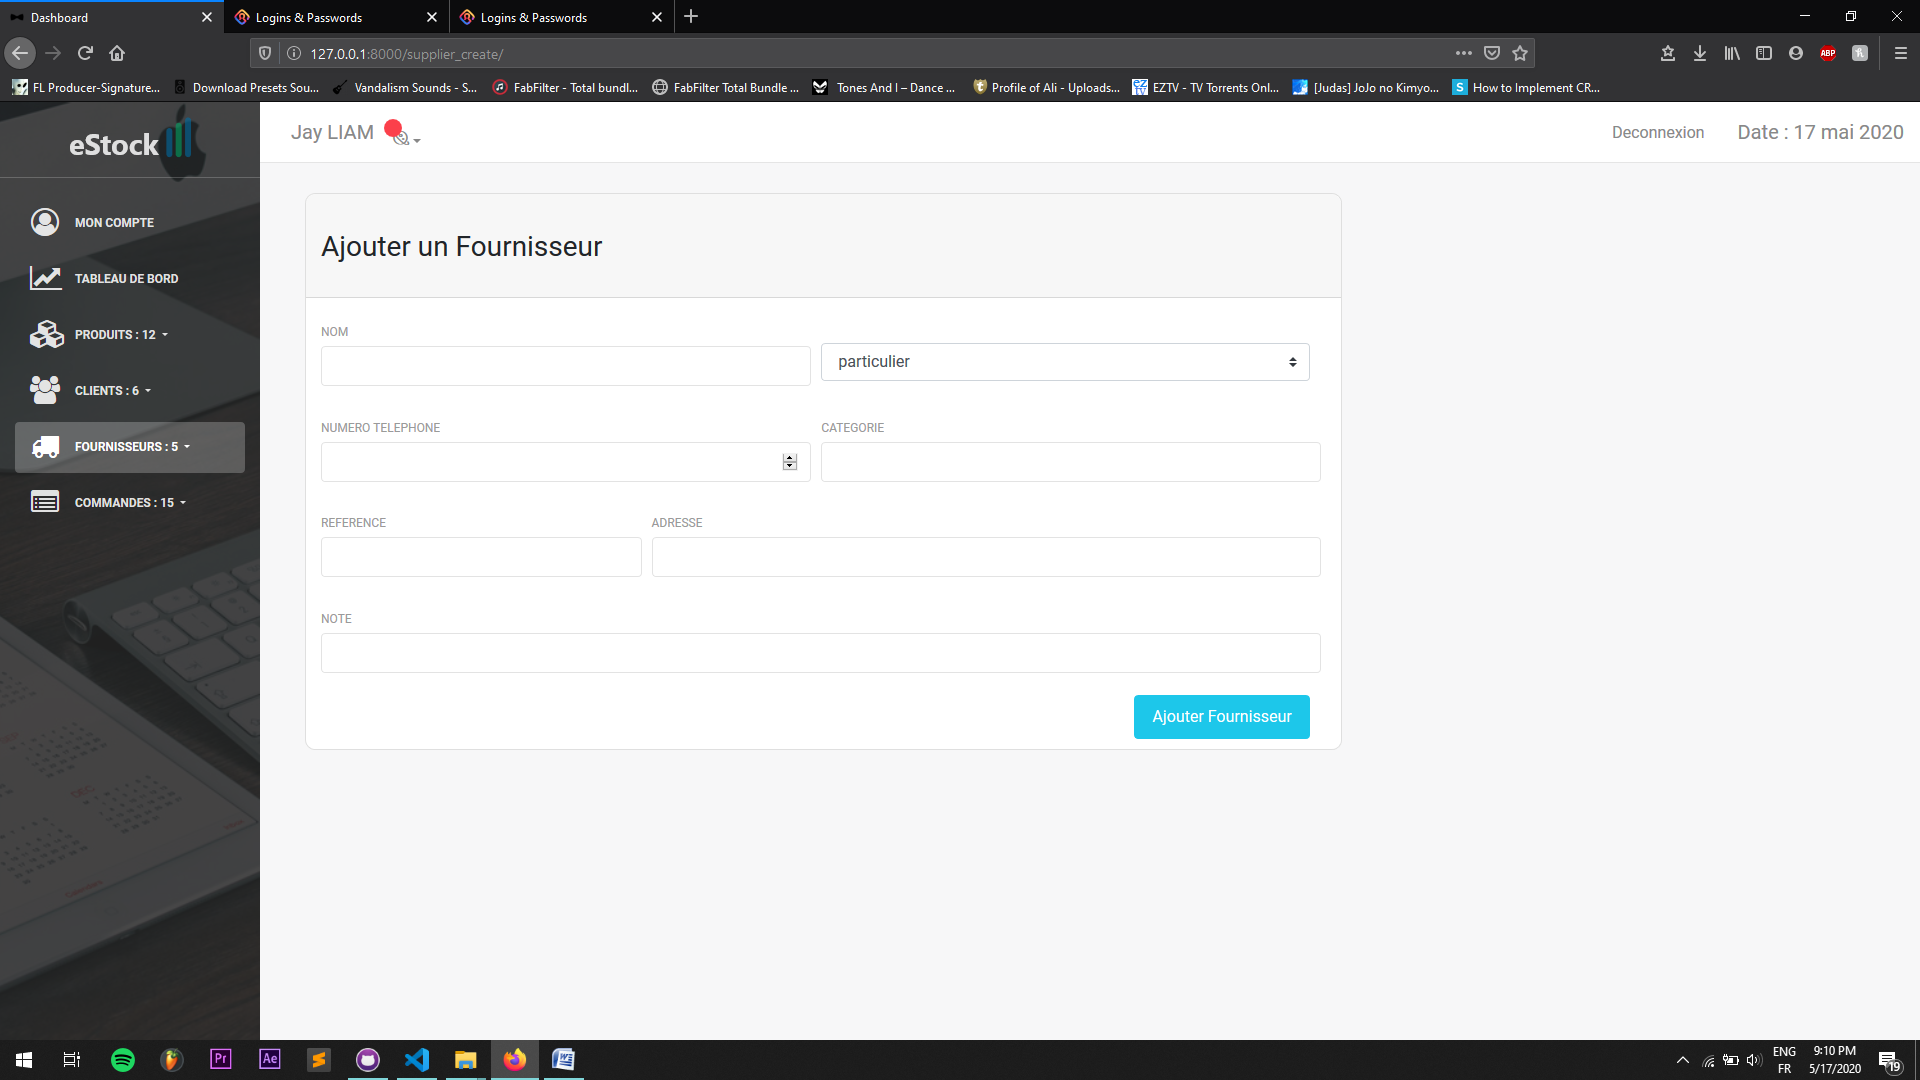 Dashboard
Logins & Passwords
Logins & Passwords
127.0.0.1:8000/supplier_create/
ABP
FL Producer-Signature...
Download Presets Sou...
Vandalism Sounds - S...
FabFilter - Total bundl...
FabFilter Total Bundle ...
Tones And I – Dance ...
Profile of Ali - Uploads...
EZTV - TV Torrents Onl...
[Judas] JoJo no Kimyo...
S How to Implement CR...
eStock
Jay LIAM
Deconnexion
Date : 17 mai 2020
MON COMPTE
TABLEAU DE BORD
PRODUITS : 12
CLIENTS : 6
FOURNISSEURS : 5
COMMANDES : 15
Ajouter un Fournisseur
NOM
particulier
NUMERO TELEPHONE
CATEGORIE
REFERENCE
ADRESSE
NOTE
Ajouter Fournisseur
Pr
Ae
ENG
FR
9:10 PM
5/17/2020
19